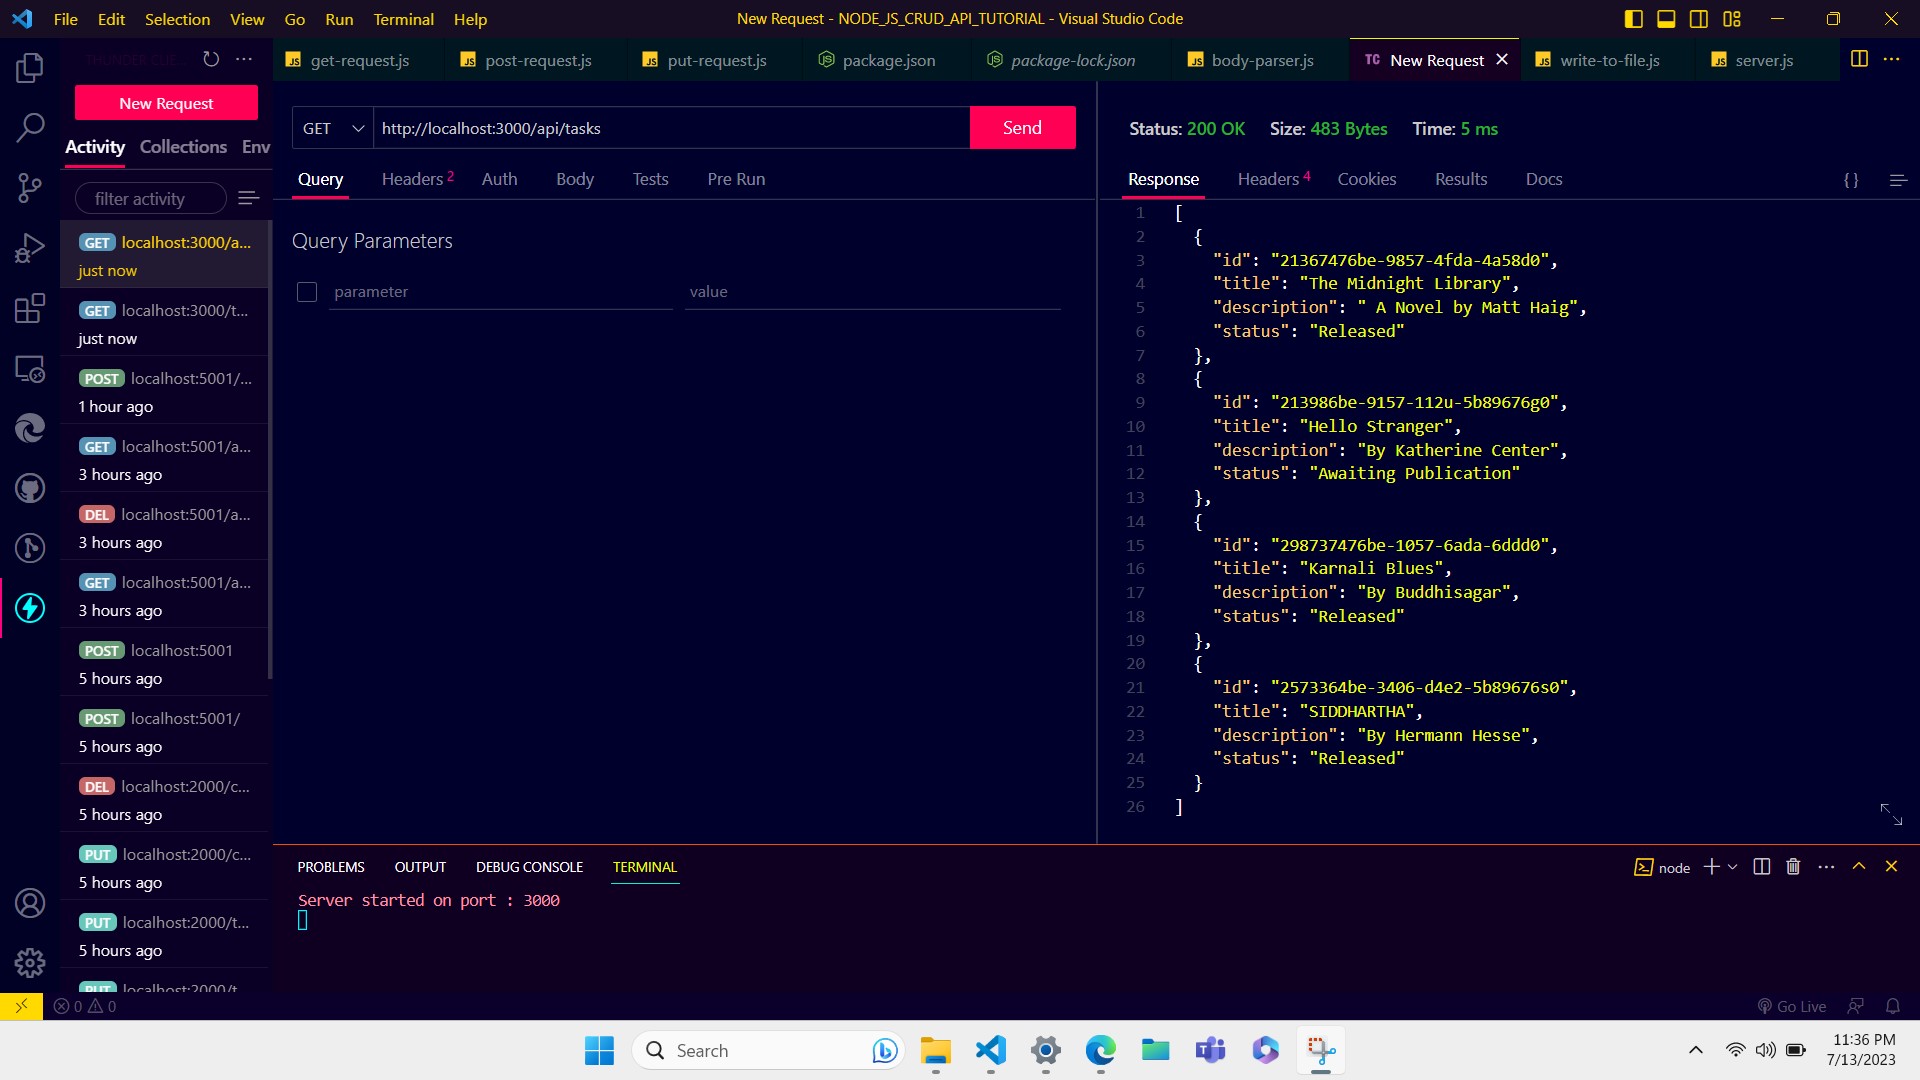 File Edit Selection View Go Run Terminal Help
New Request - NODE_JS_CRUD_API_TUTORIAL - Visual Studio Code
get-request.js post-request.js put-request.js package.json package-lock.json body-parser.js TC New Request write-to-file.js server.js
New Request
Activity Collections Env
filter activity
GET localhost:3000/a...
just now
GET localhost:3000/t...
just now
POST localhost:5001/...
1 hour ago
GET localhost:5001/a...
3 hours ago
DEL localhost:5001/a...
3 hours ago
GET localhost:5001/a...
3 hours ago
POST localhost:5001
5 hours ago
POST localhost:5001/
5 hours ago
DEL localhost:2000/c...
5 hours ago
PUT localhost:2000/c...
5 hours ago
PUT localhost:2000/t...
5 hours ago
PUT localhost:2000/t
GET http://localhost:3000/api/tasks Send
Query Headers 2 Auth Body Tests Pre Run
Query Parameters
parameter value
Status: 200 OK Size: 483 Bytes Time: 5 ms
Response Headers 4 Cookies Results Docs {}
1 [
2 {
3 "id": "21367476be-9857-4fda-4a58d0",
4 "title": "The Midnight Library",
5 "description": " A Novel by Matt Haig",
6 "status": "Released"
7 },
8 {
9 "id": "213986be-9157-112u-5b89676g0",
10 "title": "Hello Stranger",
11 "description": "By Katherine Center",
12 "status": "Awaiting Publication"
13 },
14 {
15 "id": "298737476be-1057-6ada-6ddd0",
16 "title": "Karnali Blues",
17 "description": "By Buddhisagar",
18 "status": "Released"
19 },
20 {
21 "id": "2573364be-3406-d4e2-5b89676s0",
22 "title": "SIDDHARTHA",
23 "description": "By Hermann Hesse",
24 "status": "Released"
25 }
26 ]
PROBLEMS OUTPUT DEBUG CONSOLE TERMINAL
node
Server started on port : 3000
0 0
Go Live
Search
11:36 PM
7/13/2023